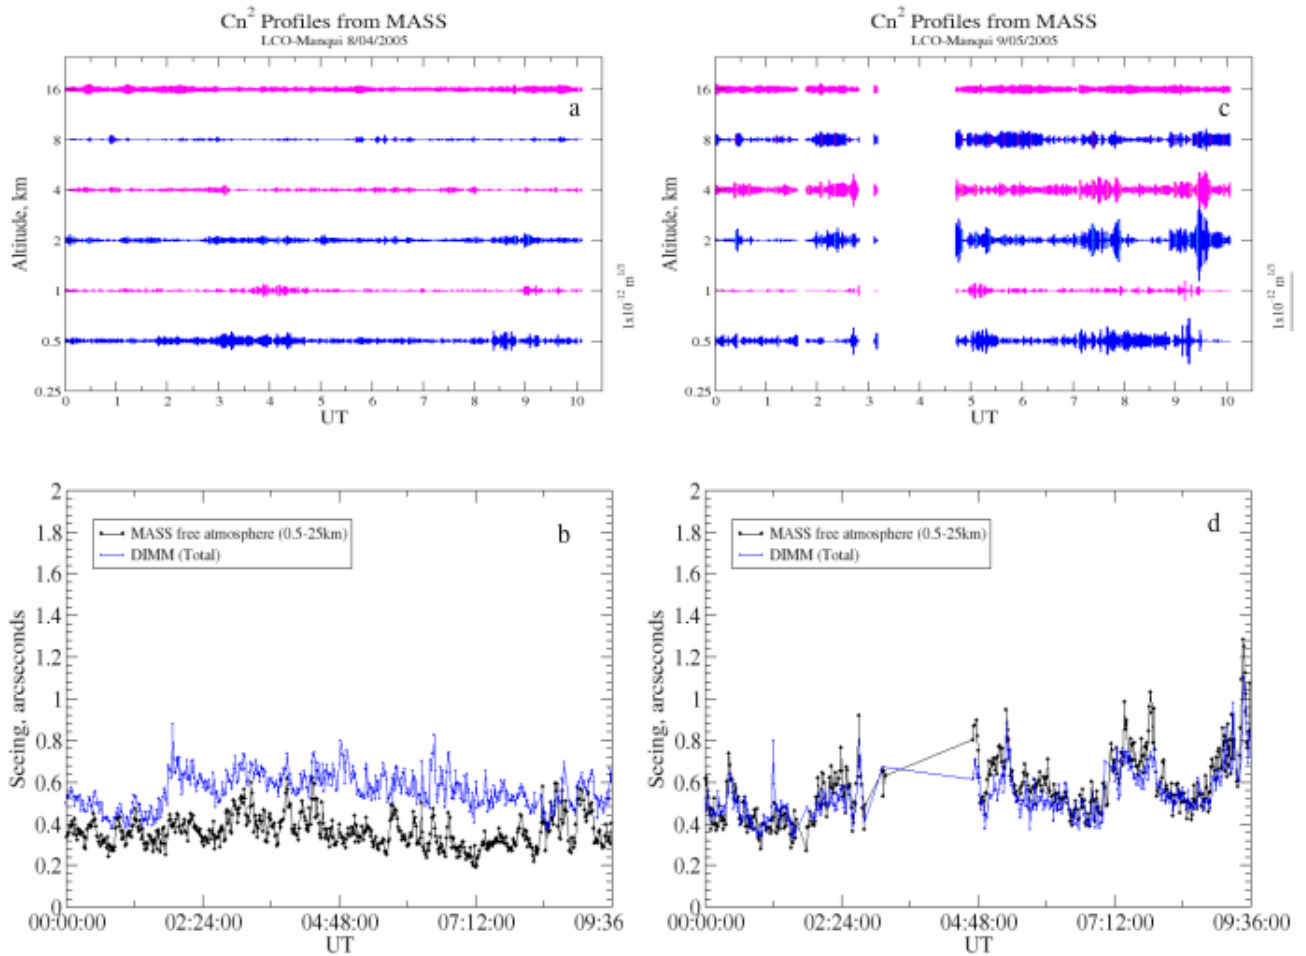 Cn² Profiles from MASS
LCO-Manqui 8/04/2005
a
16
8
4
2
1
0.5
0.25
Altitude, km
0 1 2 3 4 5 6 7 8 9 10
UT
1x10⁻¹² m¹/³
Cn² Profiles from MASS
LCO-Manqui 9/05/2005
c
16
8
4
2
1
0.5
0.25
Altitude, km
0 1 2 3 4 5 6 7 8 9 10
UT
1x10⁻¹² m¹/³
2
1.8
1.6
1.4
1.2
1
0.8
0.6
0.4
0.2
0
Seeing, arcseconds
MASS free atmosphere (0.5-25km)
DIMM (Total)
b
00:00:00 02:24:00 04:48:00 07:12:00 09:36
UT
2
1.8
1.6
1.4
1.2
1
0.8
0.6
0.4
0.2
0
Seeing, arcseconds
MASS free atmosphere (0.5-25km)
DIMM (Total)
d
00:00:00 02:24:00 04:48:00 07:12:00 09:36:00
UT